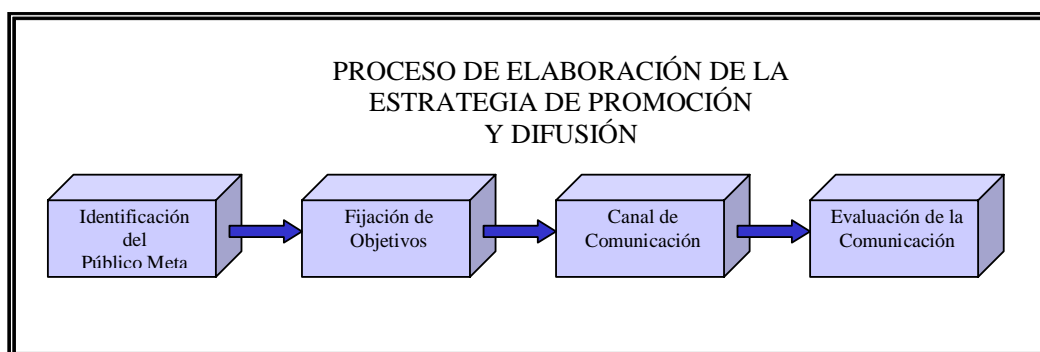 PROCESO DE ELABORACIÓN DE LA
ESTRATEGIA DE PROMOCIÓN
Y DIFUSIÓN
Identificación
del
Público Meta
Fijación de
Objetivos
Canal de
Comunicación
Evaluación de la
Comunicación